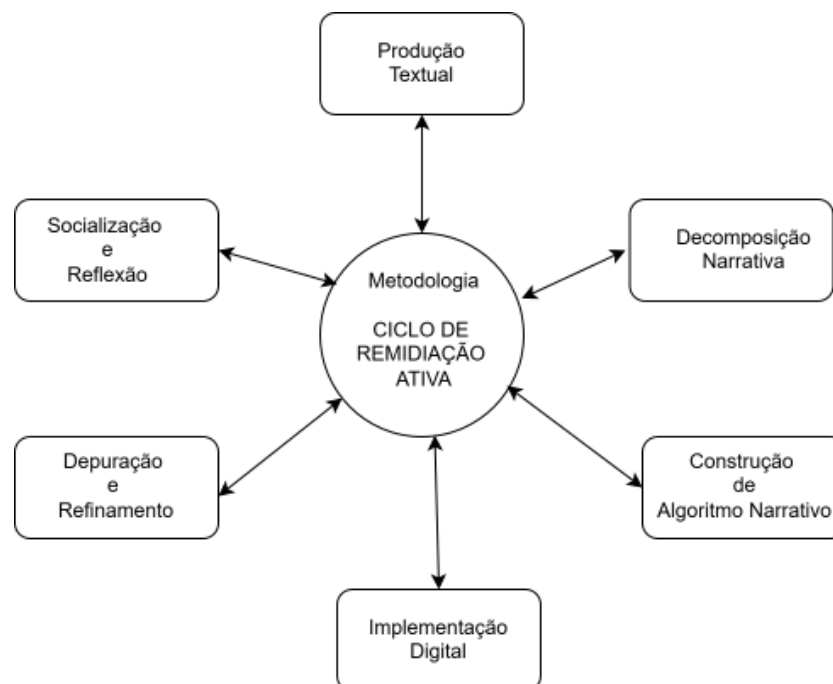 Produção
Textual
Socialização
e
Reflexão
Decomposição
Narrativa
Metodologia
CICLO DE
REMIDIAÇÃO
ATIVA
Depuração
e
Refinamento
Construção
de
Algoritmo Narrativo
Implementação
Digital